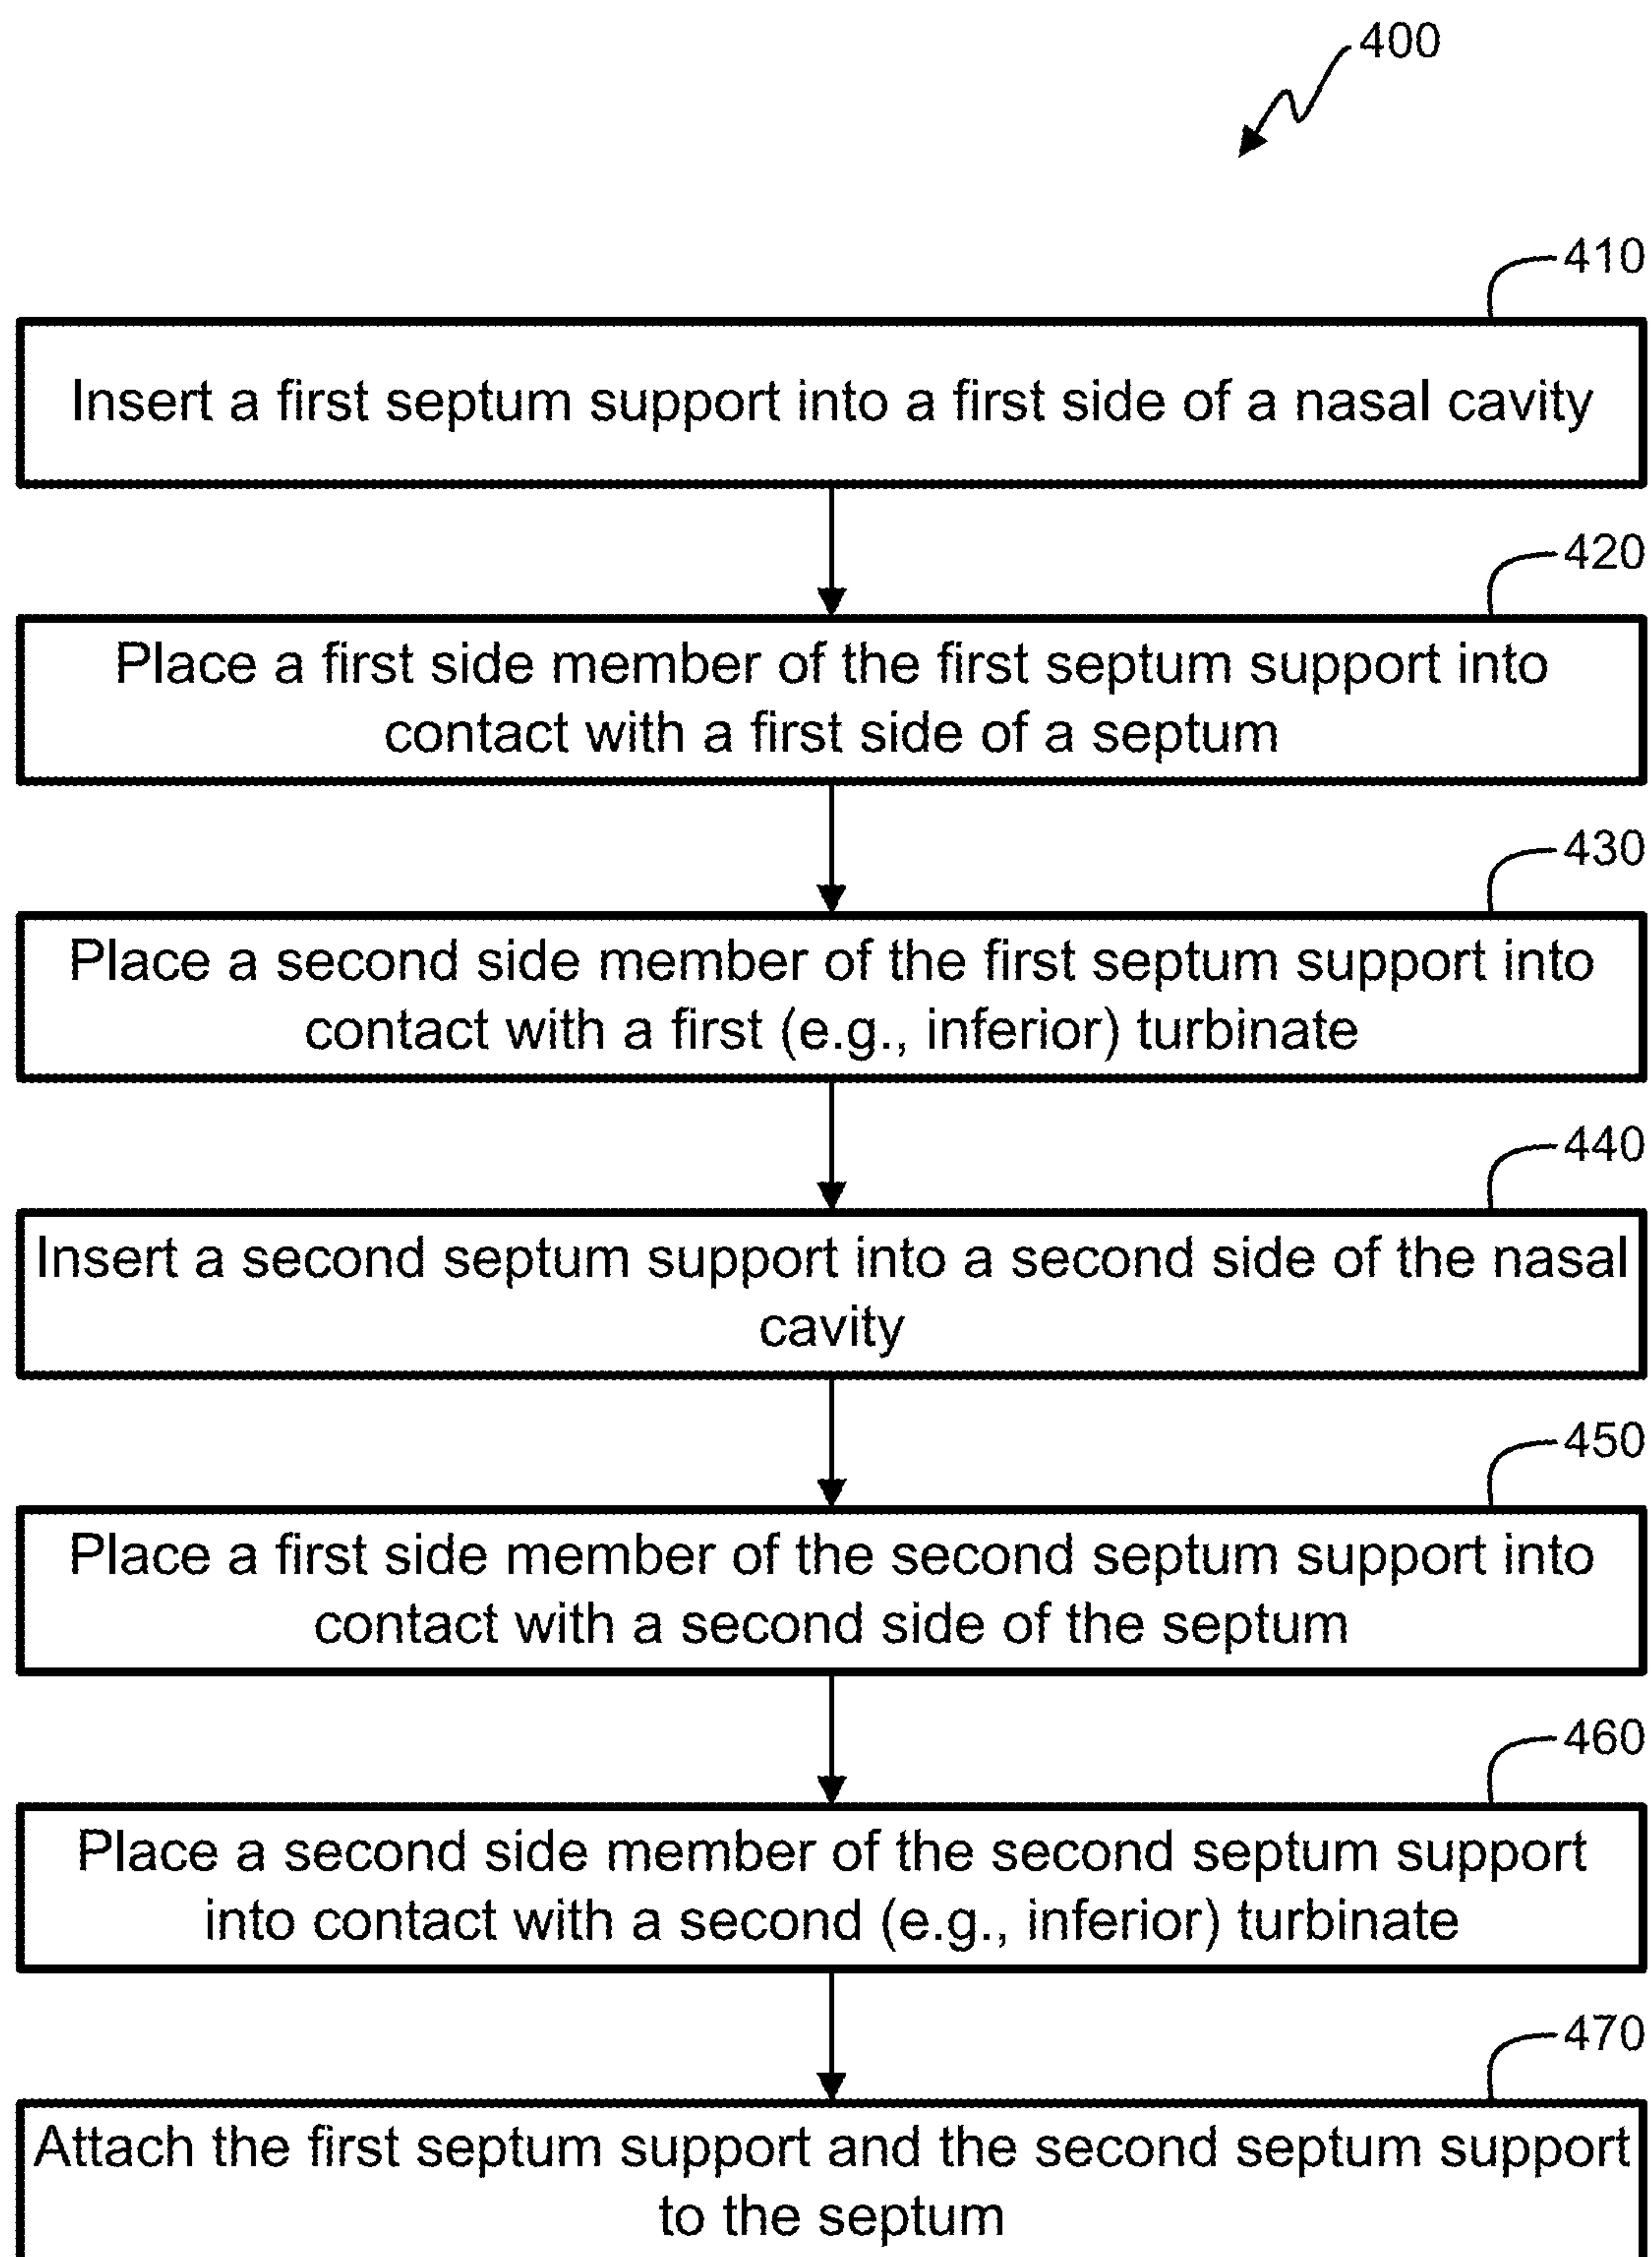 400
410
Insert a first septum support into a first side of a nasal cavity
420
Place a first side member of the first septum support into
contact with a first side of a septum
430
Place a second side member of the first septum support into
contact with a first (e.g., inferior) turbinate
440
Insert a second septum support into a second side of the nasal
cavity
450
Place a first side member of the second septum support into
contact with a second side of the septum
460
Place a second side member of the second septum support
into contact with a second (e.g., inferior) turbinate
470
Attach the first septum support and the second septum support
to the septum